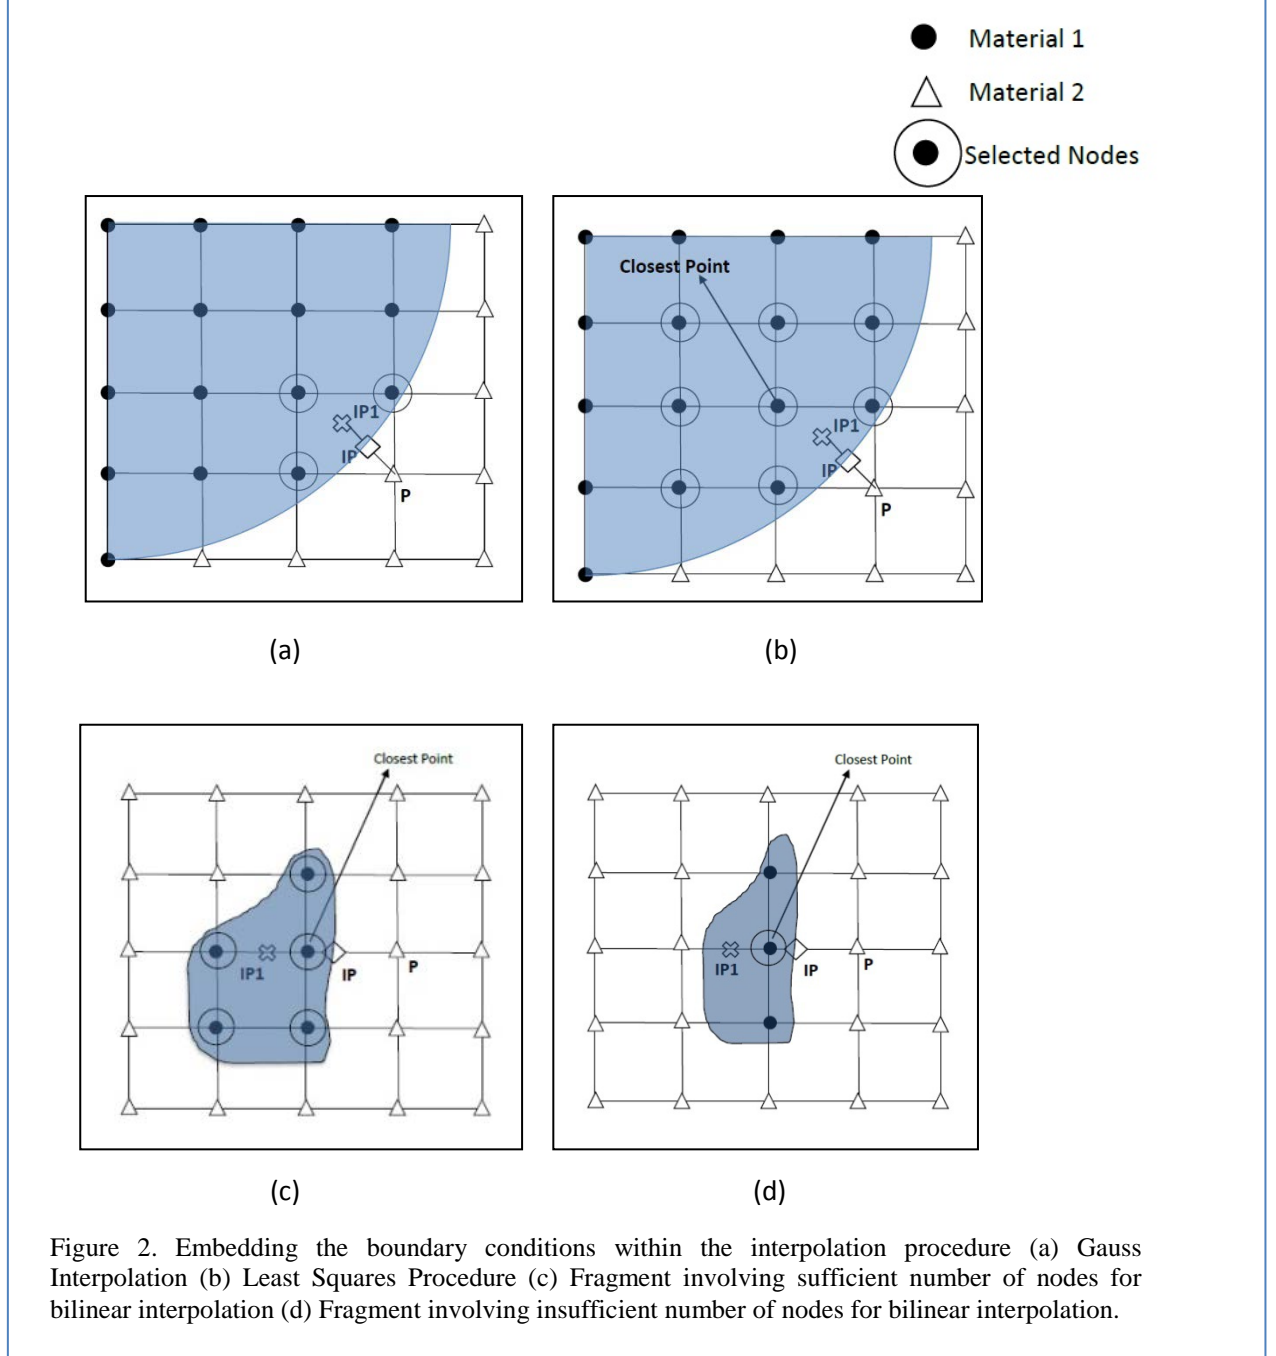 Material 1
Material 2
Selected Nodes
IP1
IP
P
(a)
Closest Point
IP1
IP
P
(b)
Closest Point
IP1
IP
P
(c)
Closest Point
IP1
IP
P
(d)
Figure 2. Embedding the boundary conditions within the interpolation procedure (a) Gauss
Interpolation (b) Least Squares Procedure (c) Fragment involving sufficient number of nodes for
bilinear interpolation (d) Fragment involving insufficient number of nodes for bilinear interpolation.